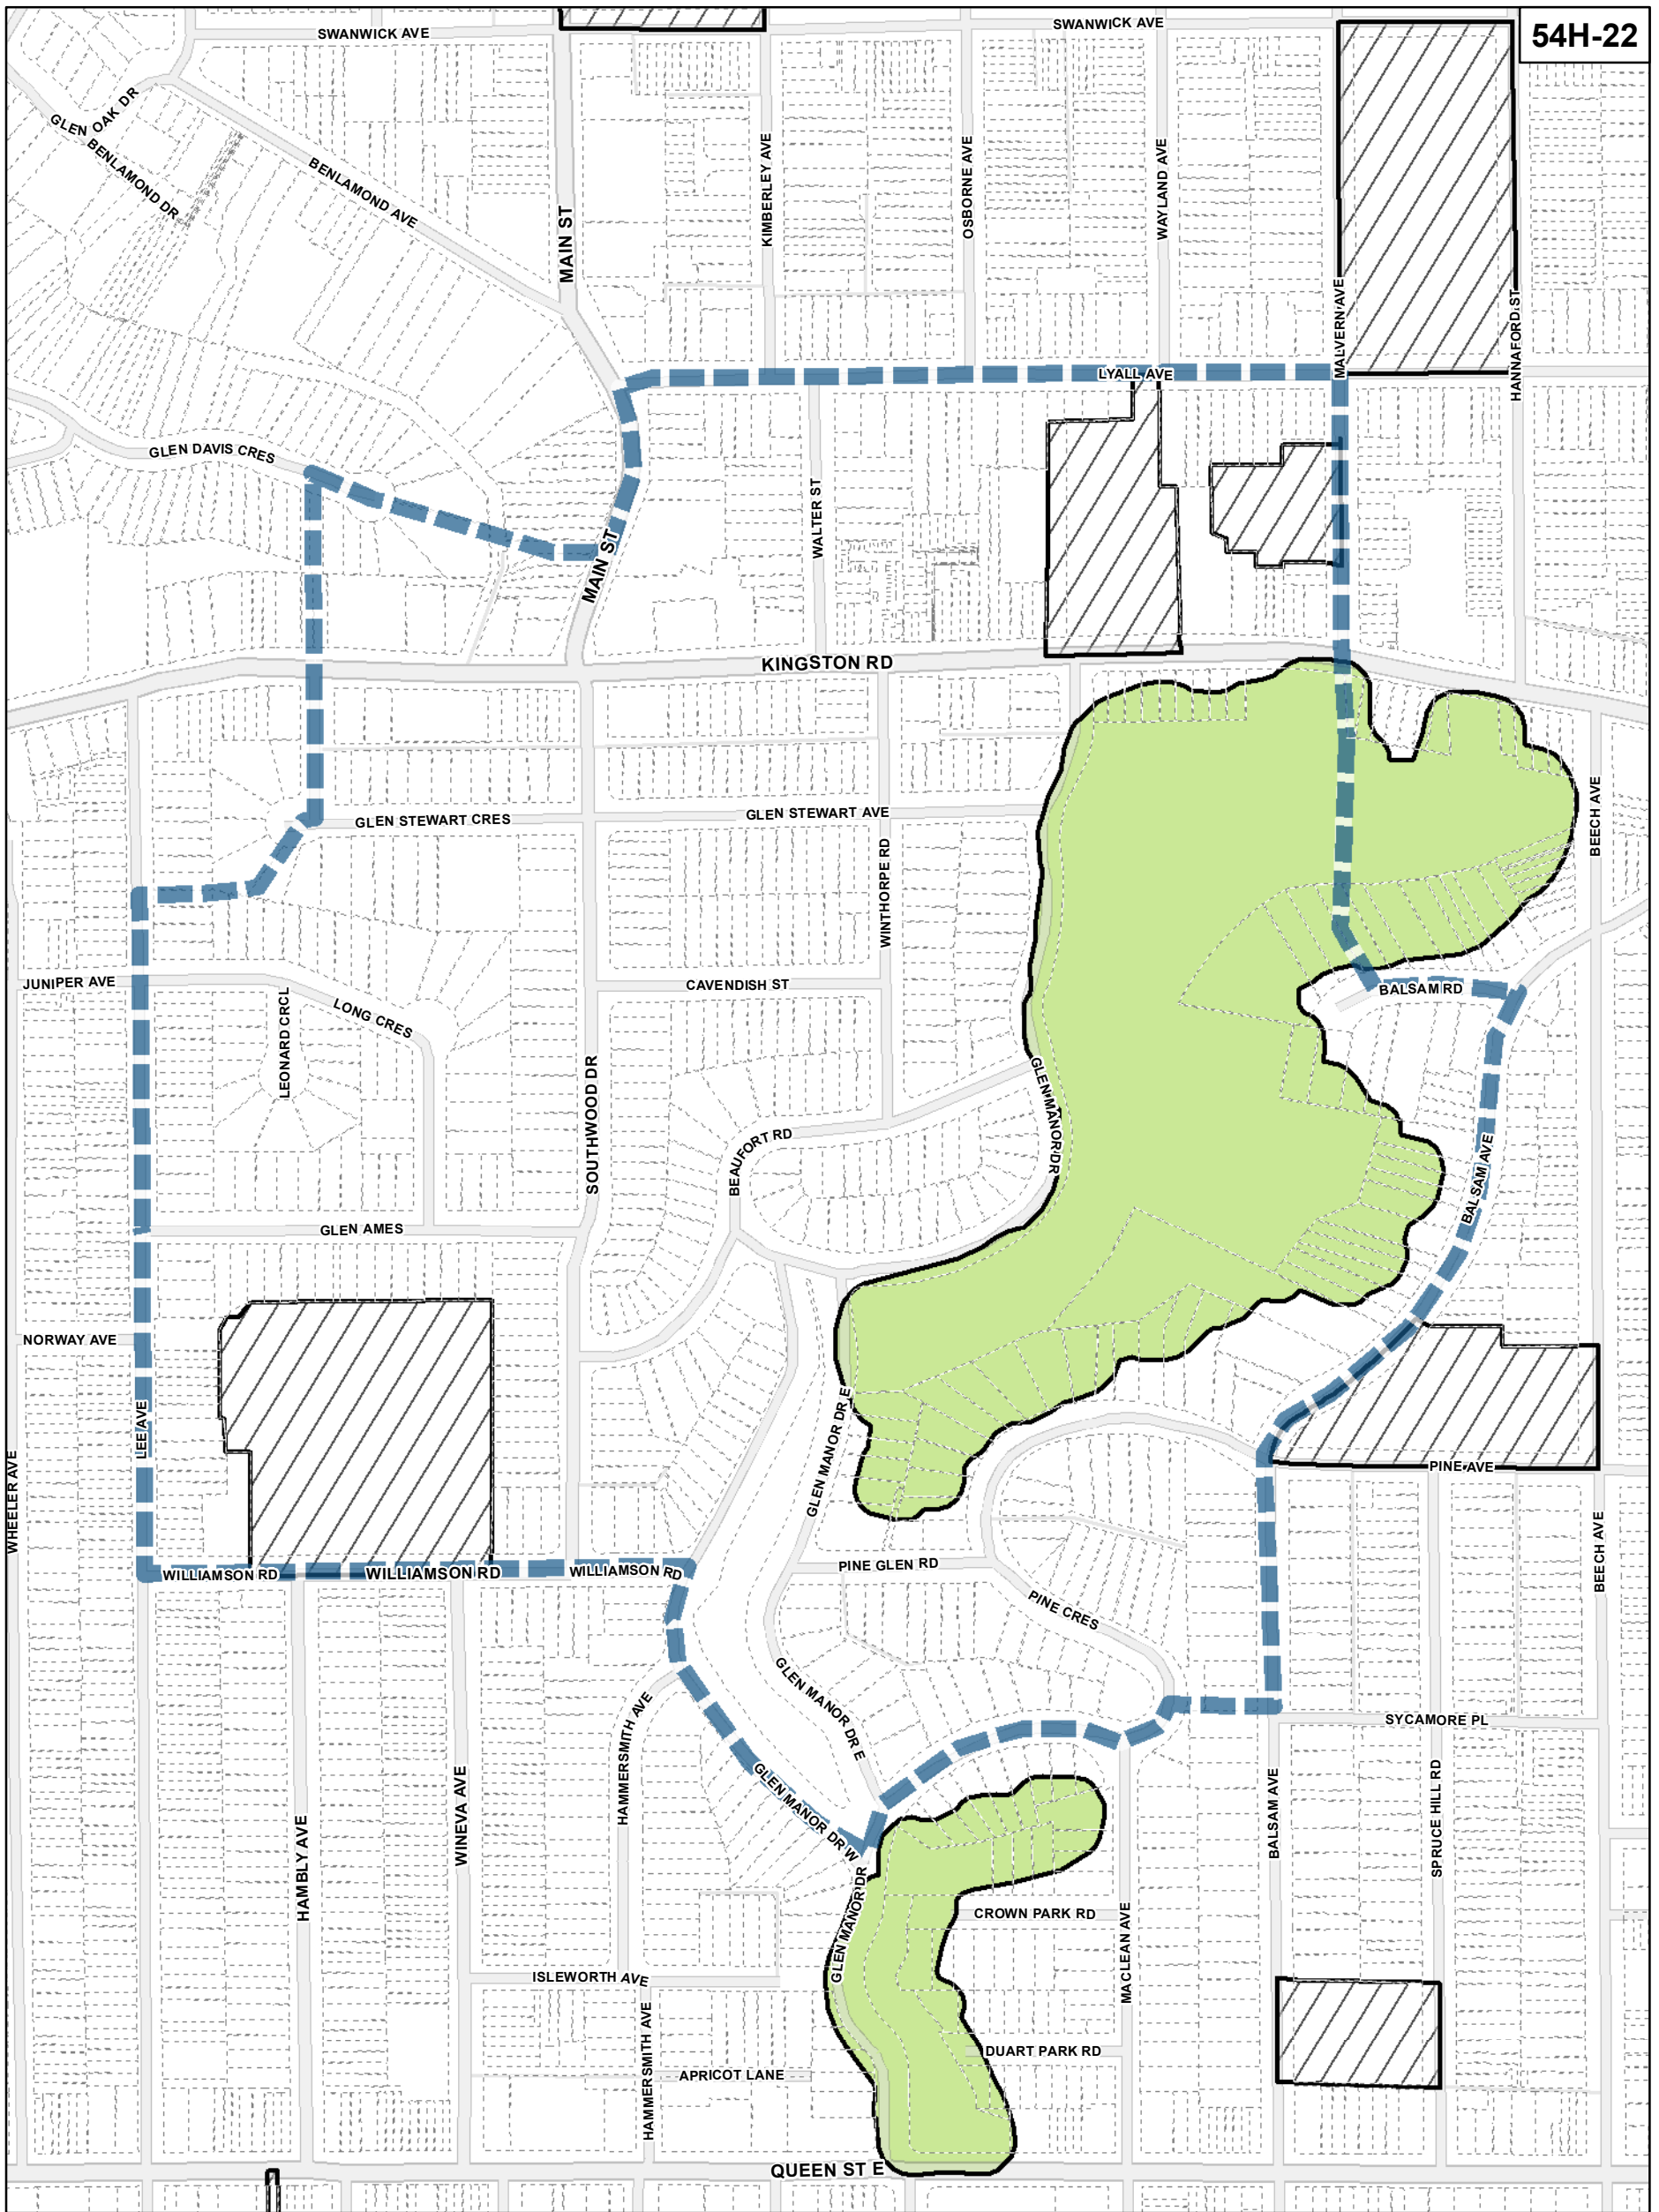 54H-22
SWANWICK AVE
SWANWICK AVE
GLEN OAK DR
BENLAMOND DR
BENLAMOND AVE
MAIN ST
KIMBERLEY AVE
OSBORNE AVE
WAYLAND AVE
MALVERN AVE
HANNAFORD ST
LYALL AVE
GLEN DAVIS CRES
WALTER ST
MAIN ST
KINGSTON RD
GLEN STEWART CRES
GLEN STEWART AVE
BEECH AVE
WINTHORPE RD
JUNIPER AVE
CAVENDISH ST
BALSAM RD
LONG CRES
LEONARD CRCL
SOUTHWOOD DR
GLEN MANOR DR
BEAUFORT RD
BALSAM AVE
GLEN AMES
NORWAY AVE
LEE AVE
GLEN MANOR DR E
PINE AVE
WHEELER AVE
BEECH AVE
WILLIAMSON RD
WILLIAMSON RD
WILLIAMSON RD
PINE GLEN RD
PINE CRES
GLEN MANOR DR E
HAMMERSMITH AVE
SYCAMORE PL
GLEN MANOR DR W
HAMBLY AVE
WINEVA AVE
BALSAM AVE
SPRUCE HILL RD
GLEN MANOR DR
CROWN PARK RD
MACLEAN AVE
ISLEWORTH AVE
HAMMERSMITH AVE
DUART PARK RD
APRICOT LANE
QUEEN ST E